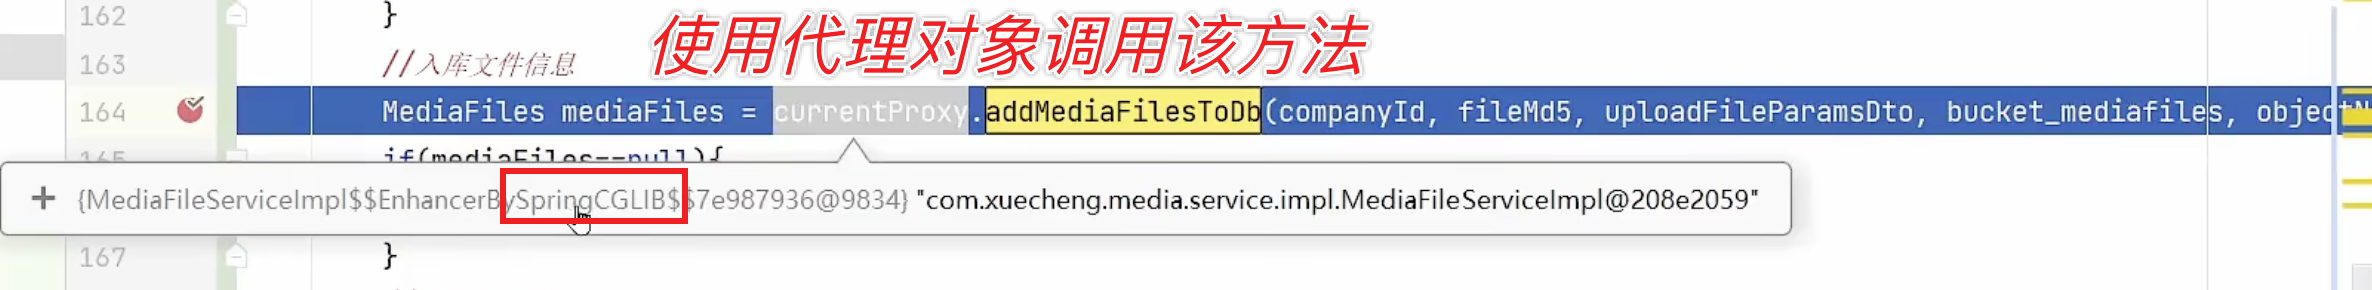 162 }
使用代理对象调用该方法
163 //入库文件信息
164 MediaFiles mediaFiles = currentProxy.addMediaFilesToDb(companyId, fileMd5, uploadFileParamsDto, bucket_mediafiles, objectN
165 if(mediaFiles==null){
+ {MediaFileServiceImpl$$EnhancerBySpringCGLIB$$7e987936@9834} "com.xuecheng.media.service.impl.MediaFileServiceImpl@208e2059"
167 }